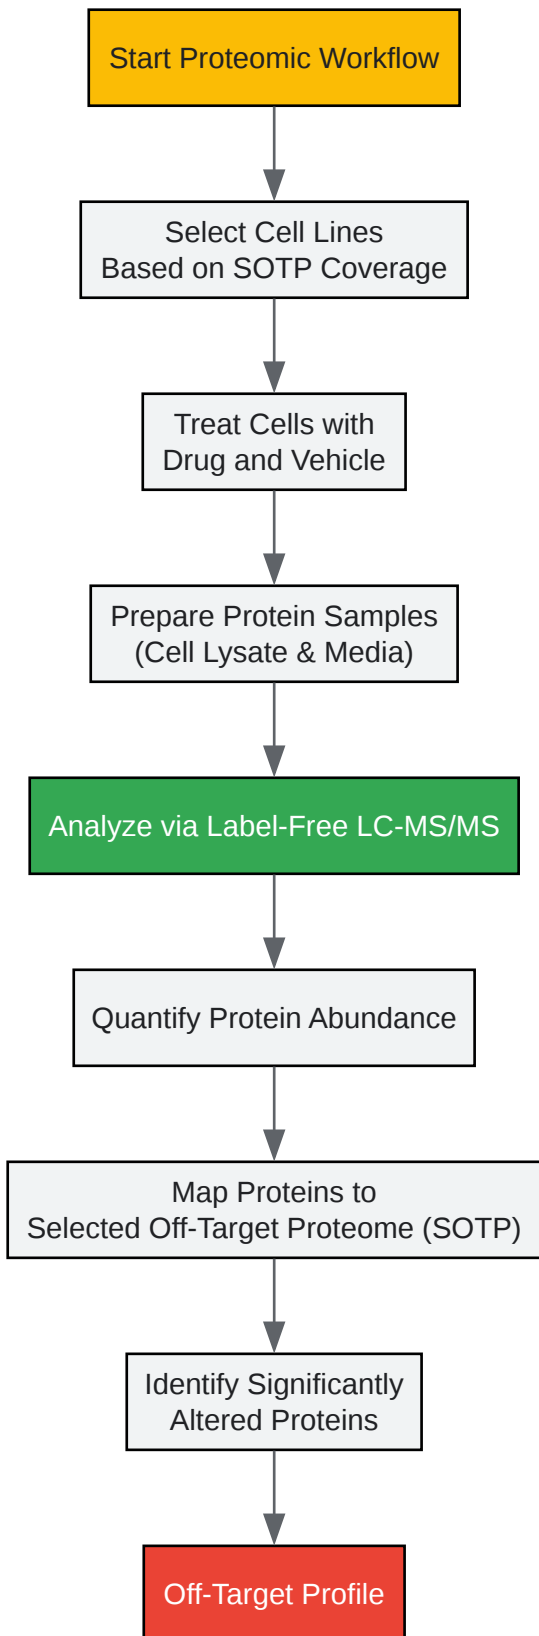 Start Proteomic Workflow
Select Cell Lines
Based on SOTP Coverage
Treat Cells with
Drug and Vehicle
Prepare Protein Samples
(Cell Lysate & Media)
Analyze via Label-Free LC-MS/MS
Quantify Protein Abundance
Map Proteins to
Selected Off-Target Proteome (SOTP)
Identify Significantly
Altered Proteins
Off-Target Profile